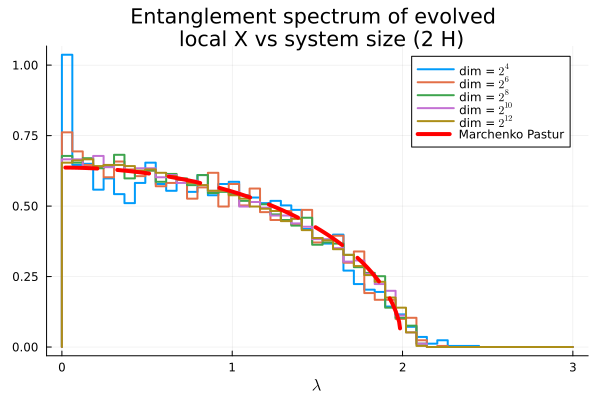 Entanglement spectrum of evolved
local X vs system size (2 H)
1.00
0.75
0.50
0.25
0.00
dim = 2⁴
dim = 2⁶
dim = 2⁸
dim = 2¹⁰
dim = 2¹²
Marchenko Pastur
0 1 2 3
λ